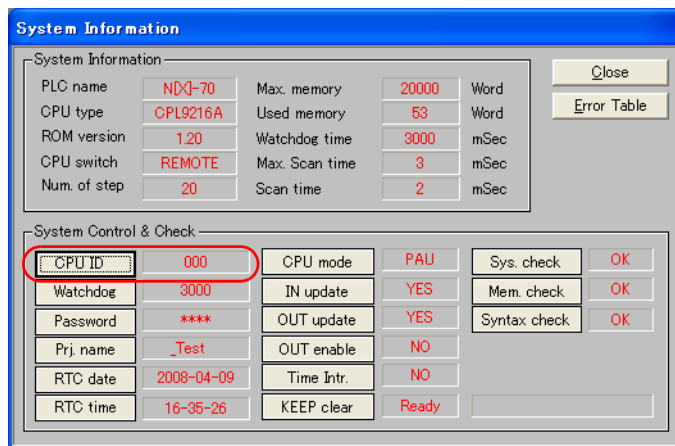 System Information
System Information
PLC name N[X]-70 Max. memory 20000 Word Close
CPU type CPL9216A Used memory 53 Word Error Table
ROM version 1.20 Watchdog time 3000 mSec
CPU switch REMOTE Max. Scan time 3 mSec
Num. of step 20 Scan time 2 mSec
System Control & Check
CPU ID 000 CPU mode PAU Sys. check OK
Watchdog 3000 IN update YES Mem. check OK
Password **** OUT update YES Syntax check OK
Prj. name _Test OUT enable NO
RTC date 2008-04-09 Time Intr. NO
RTC time 16-35-26 KEEP clear Ready